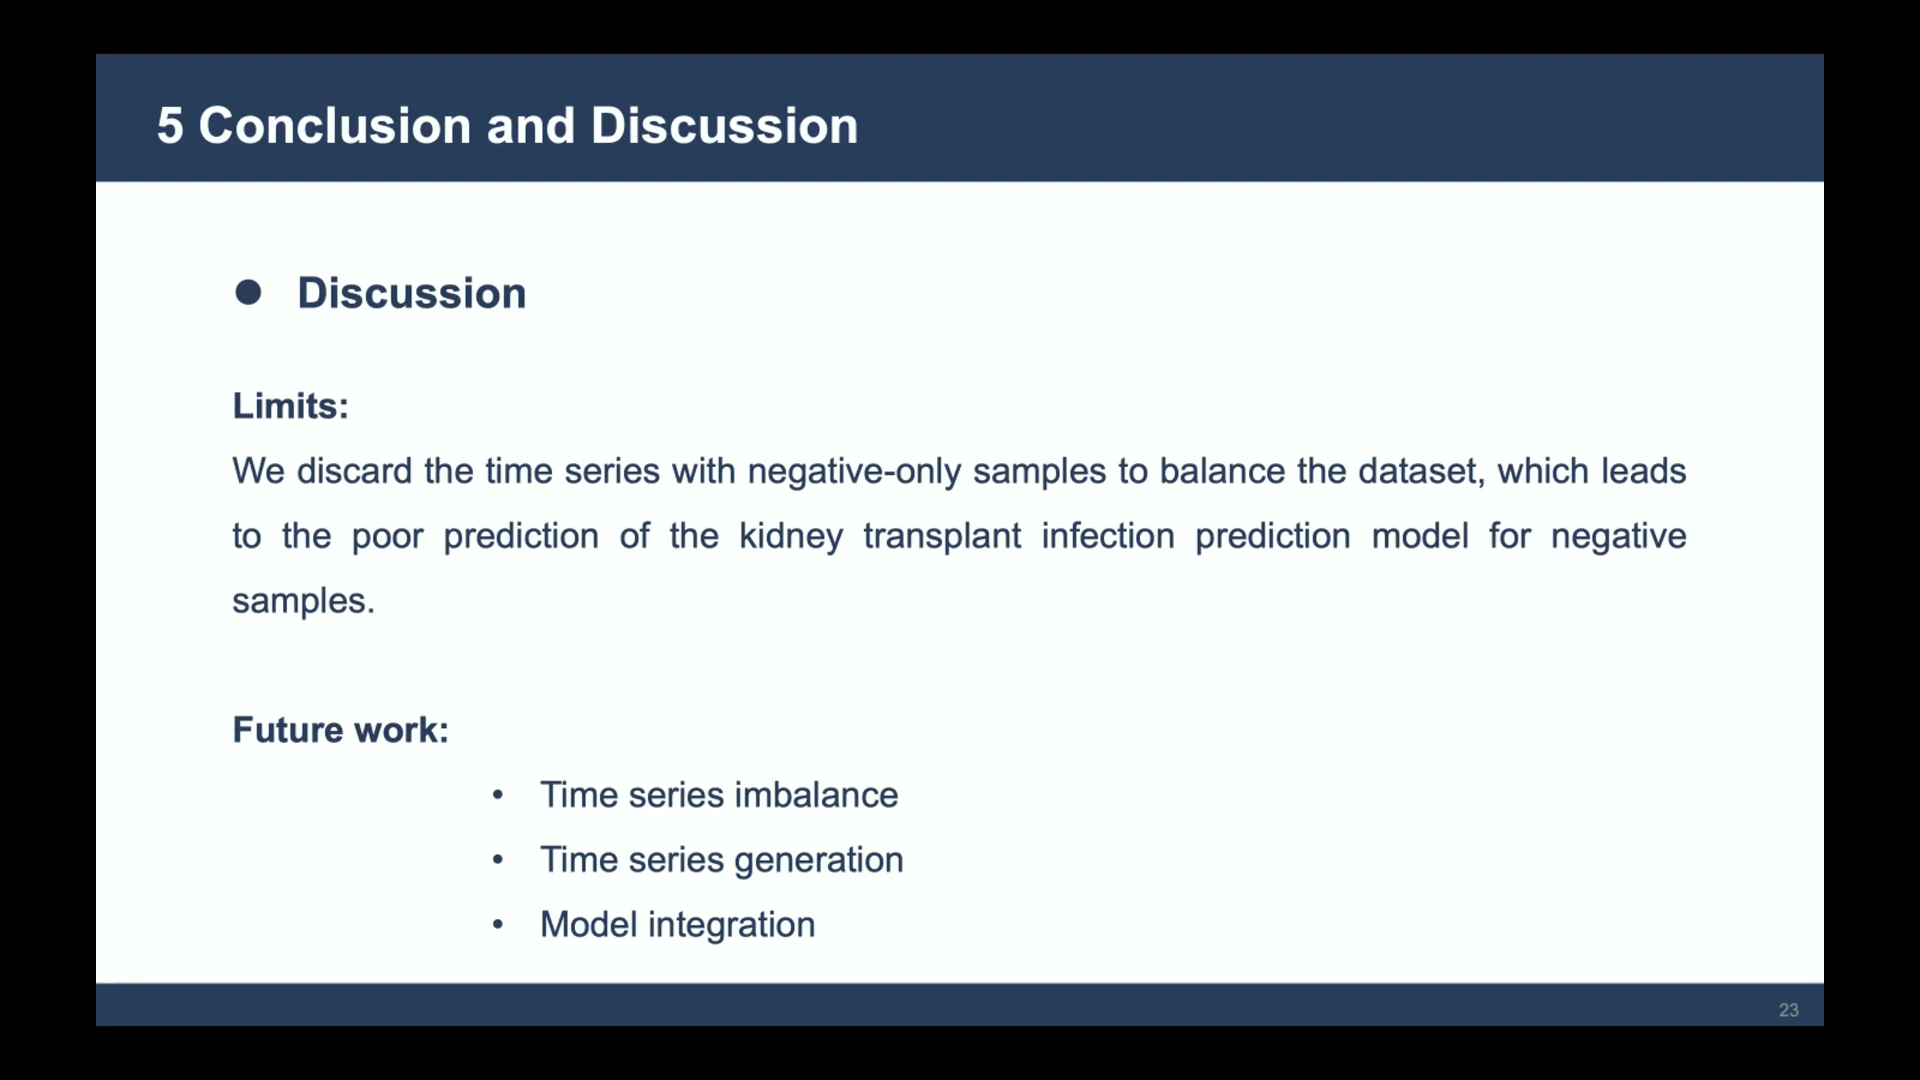 5 Conclusion and Discussion
● Discussion
Limits:
We discard the time series with negative-only samples to balance the dataset, which leads
to the poor prediction of the kidney transplant infection prediction model for negative
samples.
Future work:
• Time series imbalance
• Time series generation
• Model integration
23